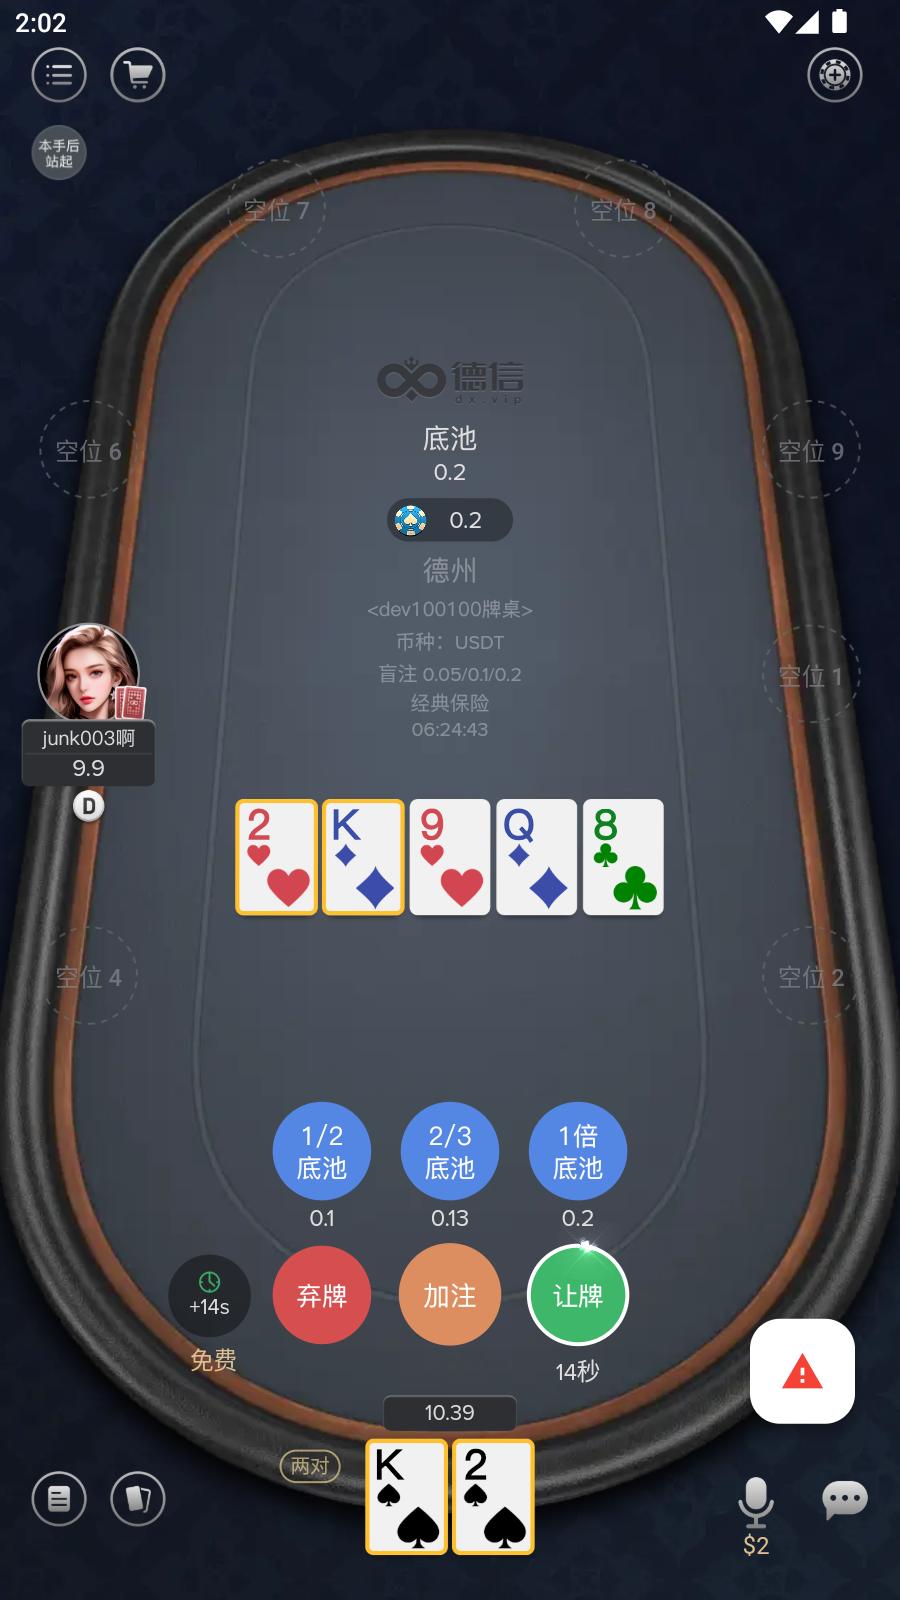 2:02
本手后
站起
空位 7
空位 8
德信
dx.vip
底池
0.2
空位 6
空位 9
0.2
德州
<dev100100牌桌>
币种：USDT
盲注 0.05/0.1/0.2
经典保险
06:24:43
空位 1
junk003啊
9.9
D
2
K
9
Q
8
空位 4
空位 2
1/2
底池
2/3
底池
1倍
底池
0.1
0.13
0.2
+14s
弃牌
加注
让牌
免费
14秒
10.39
两对
K
2
$2